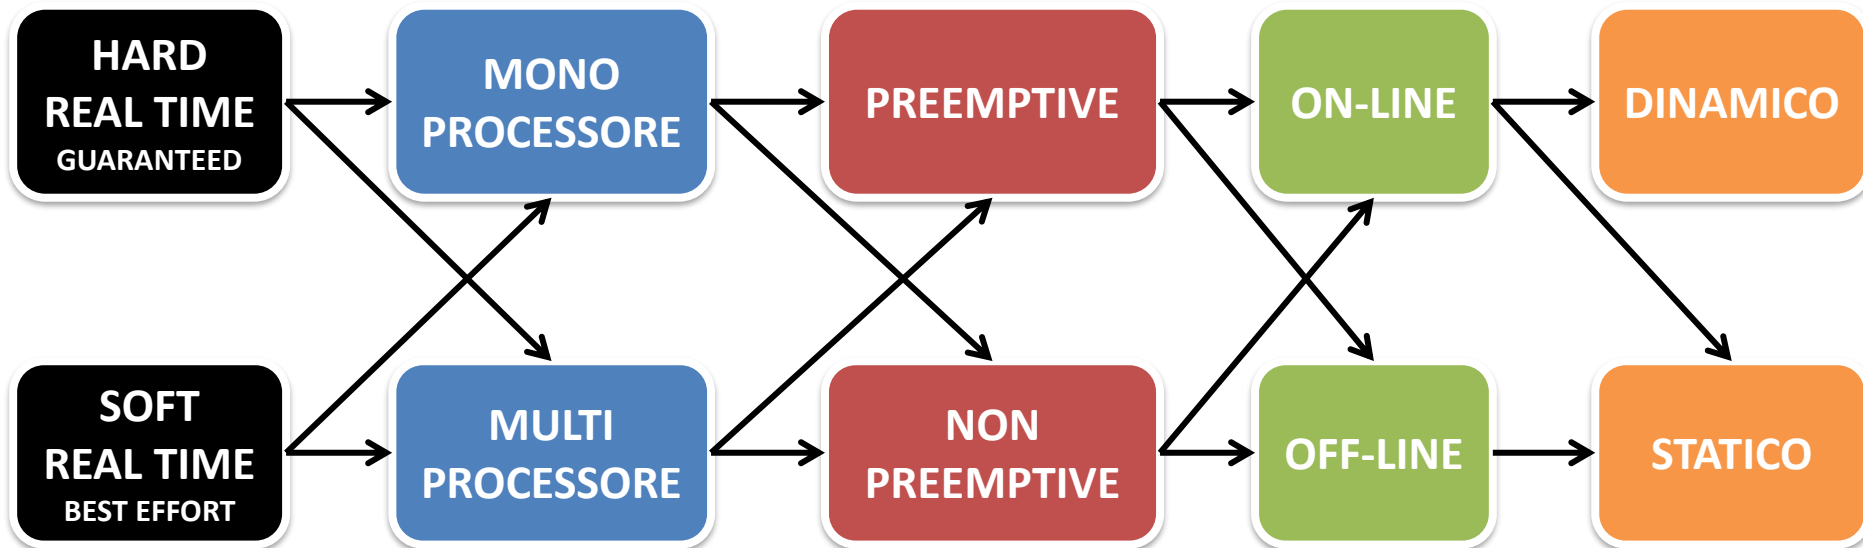 HARD
REAL TIME
GUARANTEED
MONO
PROCESSORE
PREEMPTIVE
ON-LINE
DINAMICO
SOFT
REAL TIME
BEST EFFORT
MULTI
PROCESSORE
NON
PREEMPTIVE
OFF-LINE
STATICO